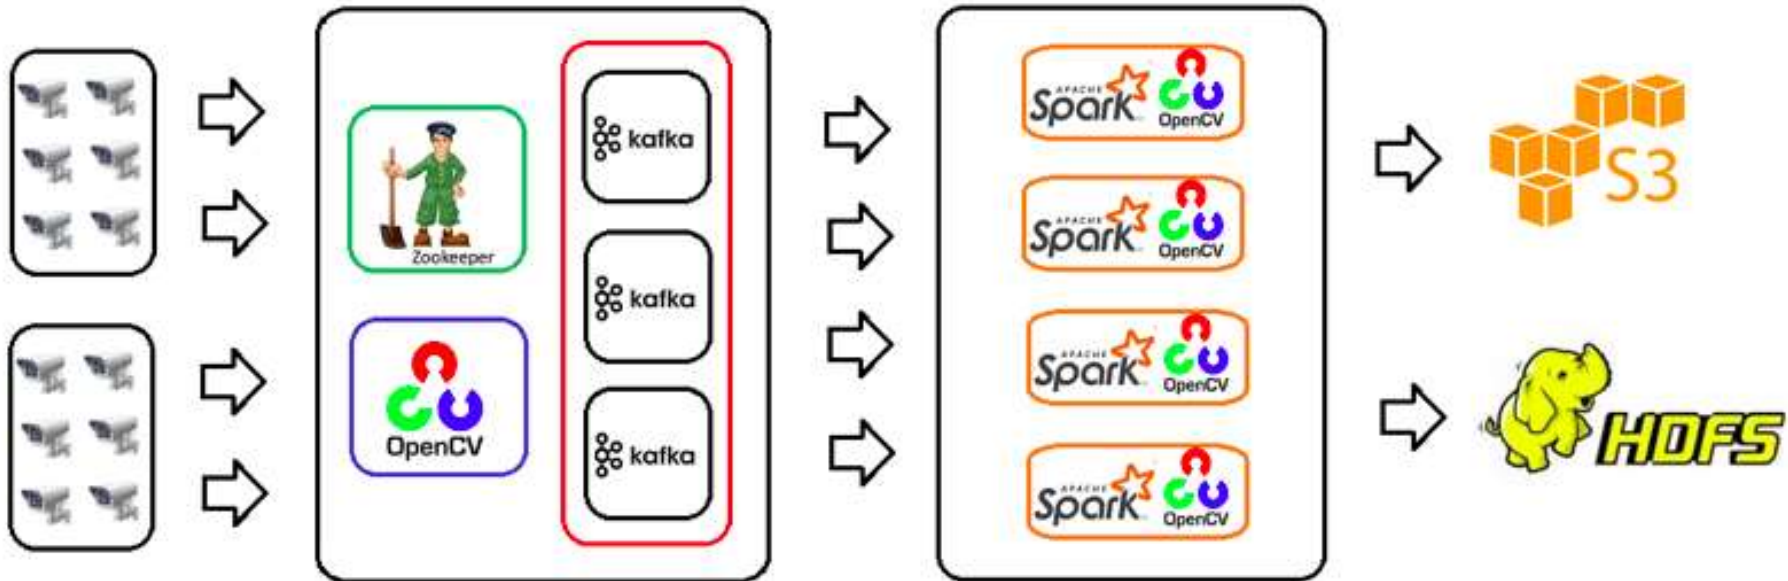 Zookeeper
OpenCV
kafka
kafka
kafka
APACHE
Spark
OpenCV
APACHE
Spark
OpenCV
APACHE
Spark
OpenCV
APACHE
Spark
OpenCV
S3
HDFS